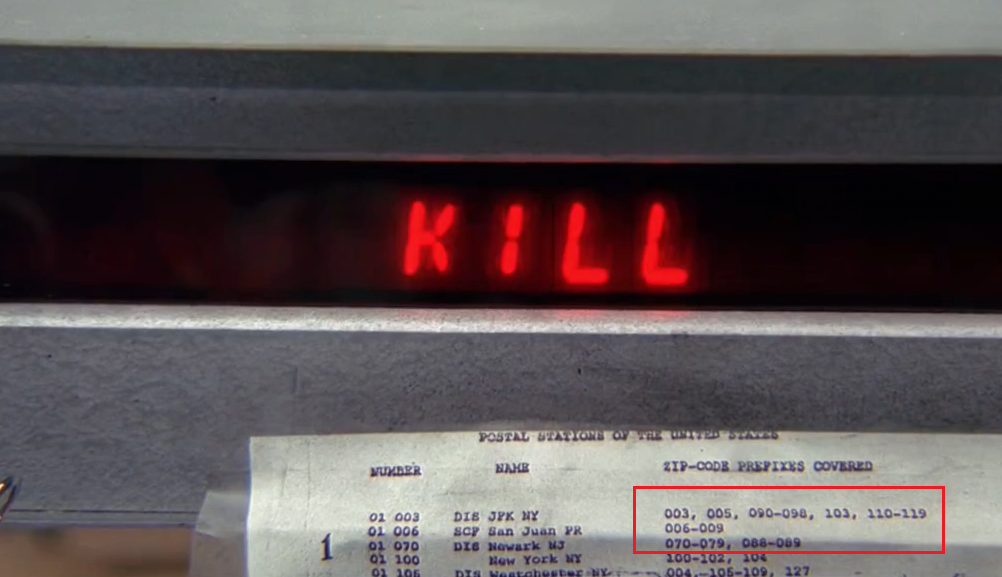 KILL
POSTAL STATIONS OF THE UNITED STATES
NUMBER NAME ZIP-CODE PREFIXES COVERED
01 003 DIS JFK NY 003, 005, 090-098, 103, 110-119
01 006 SCF San Juan PR 006-009
1 01 070 DIS Newark NJ 070-079, 088-089
01 100 New York NY 100-102, 104
01 105 DIS Westchester NY 004, 105-109, 127